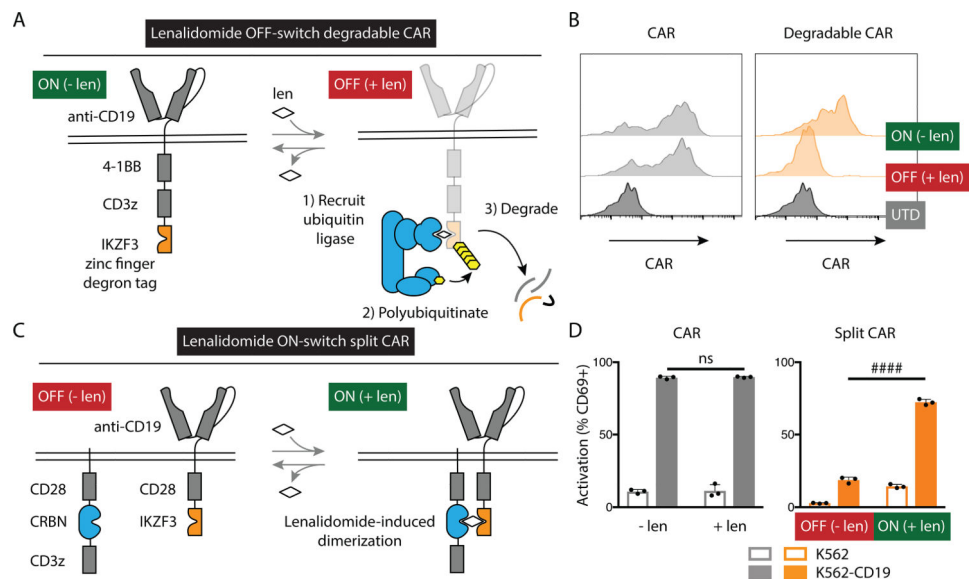 A
Lenalidomide OFF-switch degradable CAR
ON (- len)
anti-CD19
4-1BB
CD3z
IKZF3
zinc finger
degron tag
len
OFF (+ len)
1) Recruit
ubiquitin
ligase
2) Polyubiquitinate
3) Degrade
B
CAR
Degradable CAR
ON (- len)
OFF (+ len)
UTD
CAR
CAR
C
Lenalidomide ON-switch split CAR
OFF (- len)
anti-CD19
CD28
CRBN
CD3z
CD28
IKZF3
ON (+ len)
Lenalidomide-induced
dimerization
D
CAR
Split CAR
Activation (% CD69+)
100
50
0
ns
- len
+ len
100
50
0
####
OFF (- len)
ON (+ len)
K562
K562-CD19